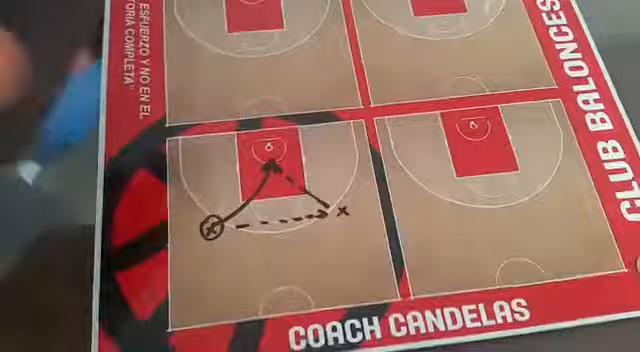 ESFUERZO Y NO EN EL
TORIA COMPLETA"
CLUB BALONCES
X
X
COACH CANDELAS